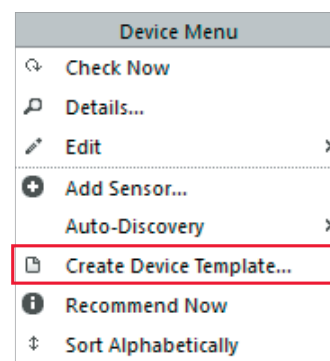 Device Menu
Check Now
Details...
Edit
Add Sensor...
Auto-Discovery
Create Device Template...
Recommend Now
Sort Alphabetically